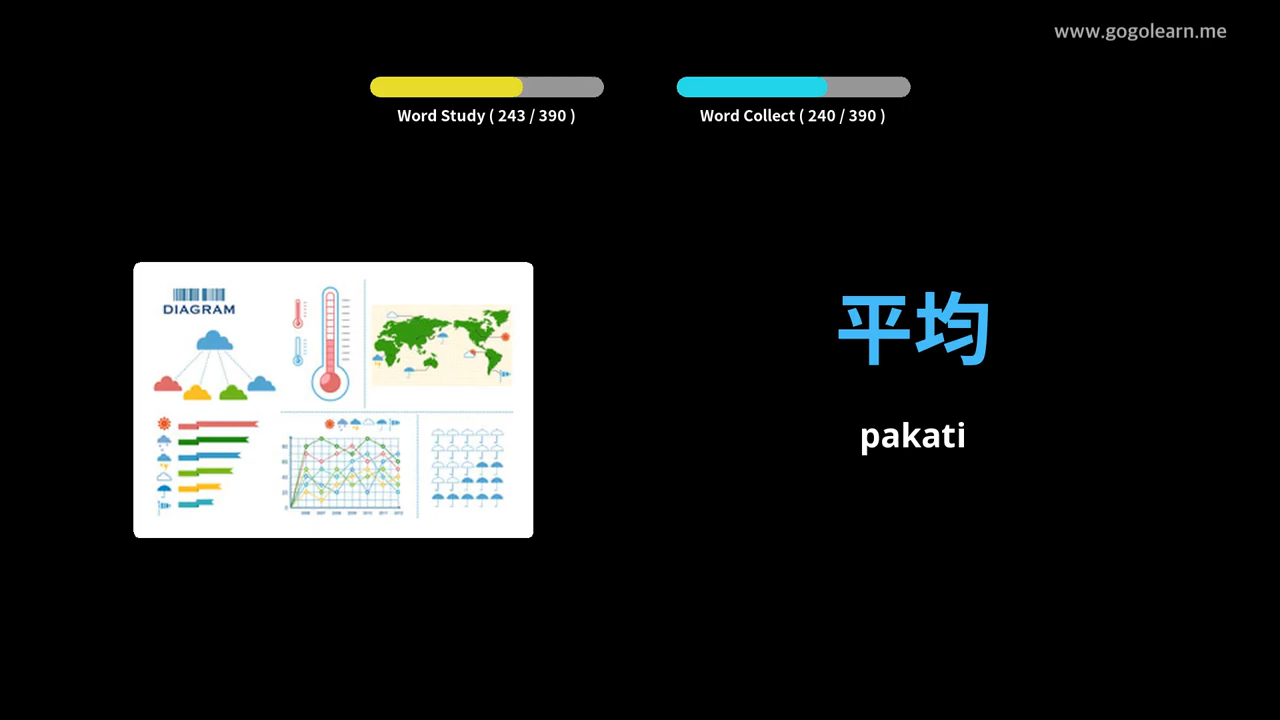 www.gogolearn.me
Word Study ( 243 / 390 )
Word Collect ( 240 / 390 )
DIAGRAM
平均
pakati